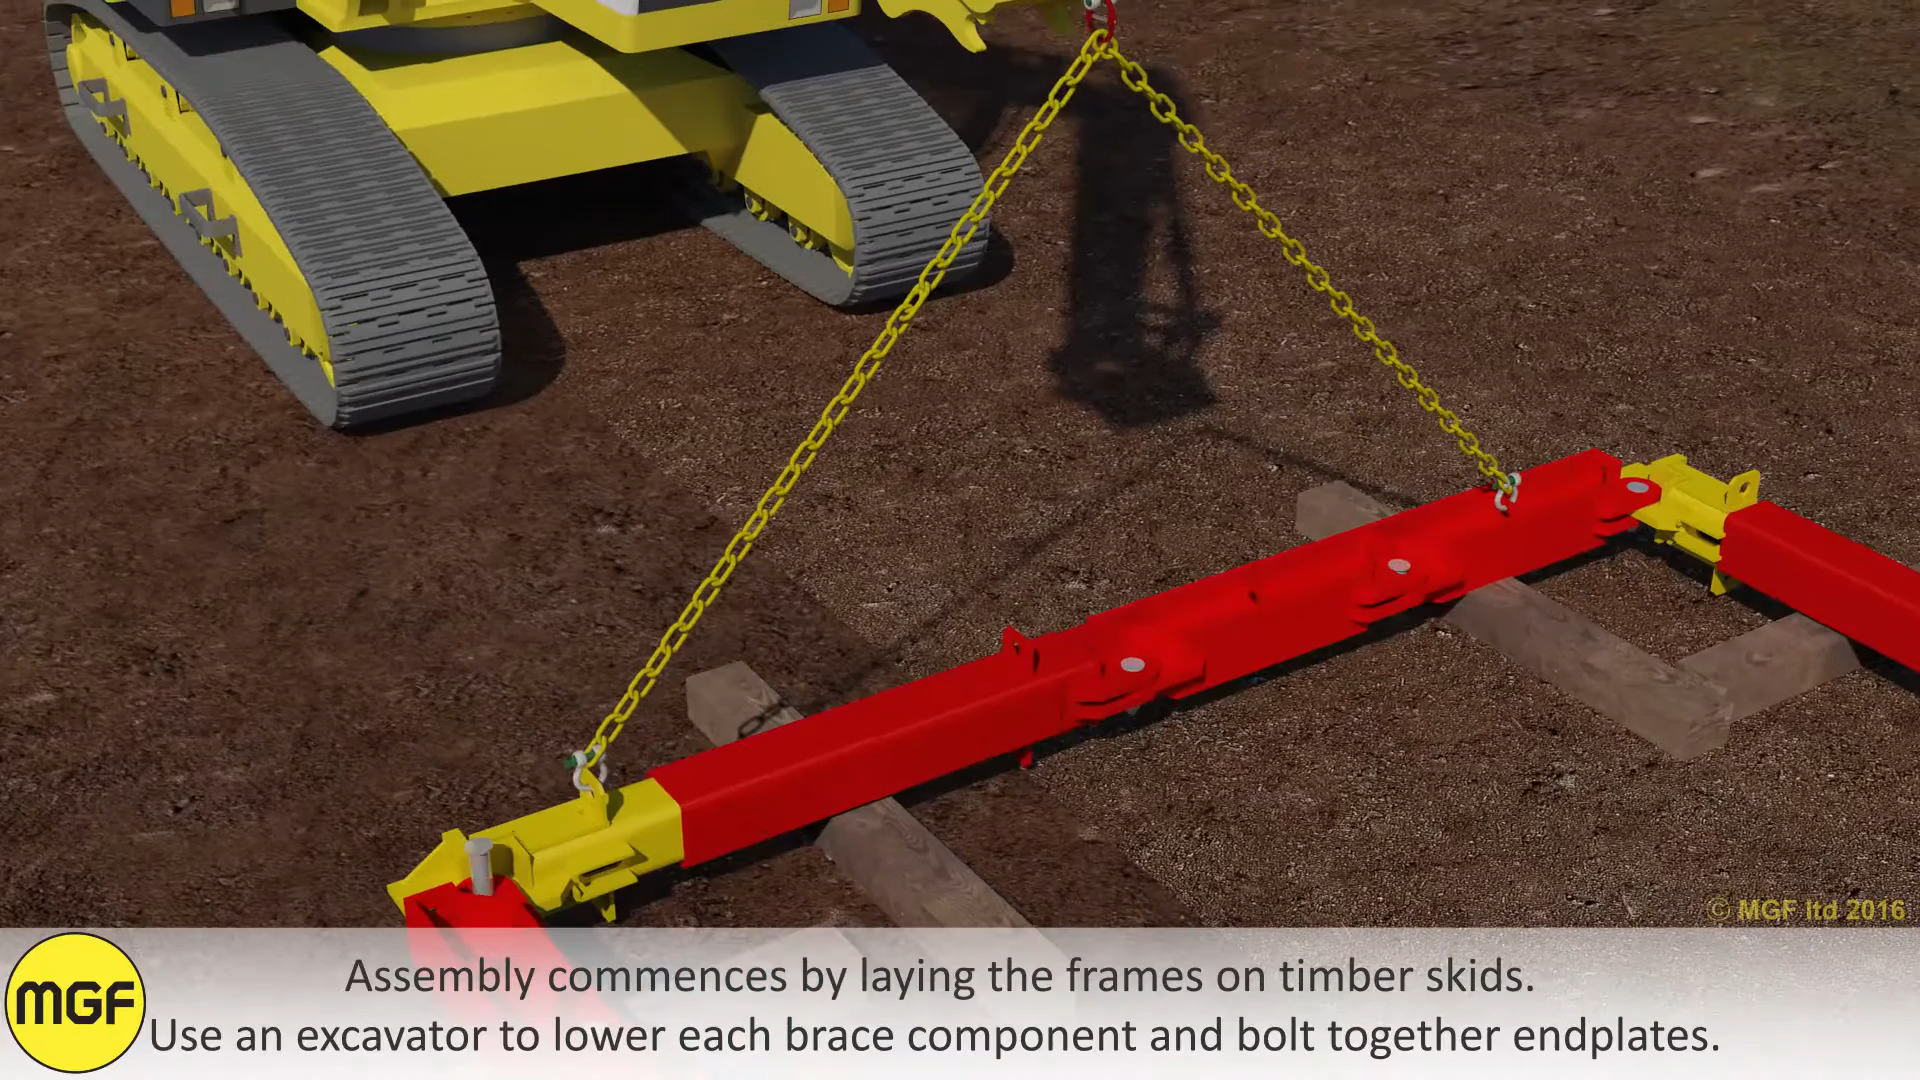 © MGF ltd 2016
Assembly commences by laying the frames on timber skids.
MGF
Use an excavator to lower each brace component and bolt together endplates.